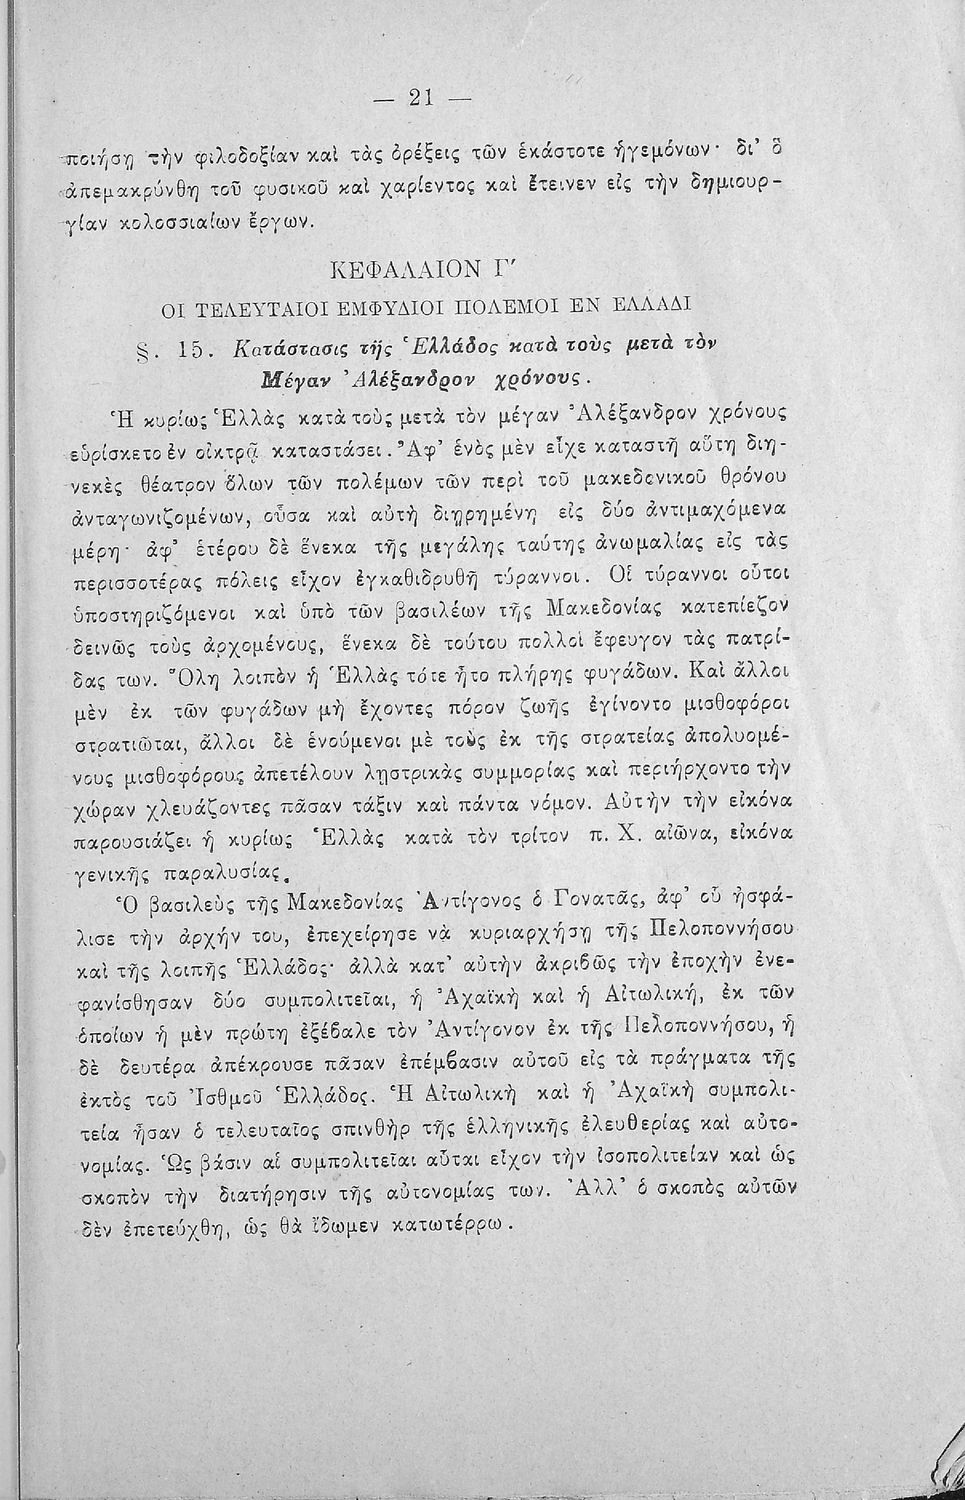 — 21 —
ποιήσῃ τὴν φιλοδοξίαν καὶ τὰς ὀρέξεις τῶν ἑκάστοτε ἡγεμόνων· δι’ ὃ
ἀπεμακρύνθη τοῦ φυσικοῦ καὶ χαρίεντος καὶ ἔτεινεν εἰς τὴν δημιουρ-
γίαν κολοσσιαίων ἔργων.
ΚΕΦΑΛΑΙΟΝ Γ′
ΟΙ ΤΕΛΕΥΤΑΙΟΙ ΕΜΦΥΛΙΟΙ ΠΟΛΕΜΟΙ ΕΝ ΕΛΛΑΔΙ
§. 15. Κατάστασις τῆς Ἑλλάδος κατὰ τοὺς μετὰ τὸν
Μέγαν Ἀλέξανδρον χρόνους.
Ἡ κυρίως Ἑλλὰς κατὰ τοὺς μετὰ τὸν μέγαν Ἀλέξανδρον χρόνους
εὑρίσκετο ἐν οἰκτρᾷ καταστάσει. Ἀφ’ ἑνὸς μὲν εἶχε καταστῆ αὕτη διη-
νεκὲς θέατρον ὅλων τῶν πολέμων τῶν περὶ τοῦ μακεδονικοῦ θρόνου
ἀνταγωνιζομένων, οὖσα καὶ αὐτὴ διῃρημένη εἰς δύο ἀντιμαχόμενα
μέρη· ἀφ’ ἑτέρου δὲ ἕνεκα τῆς μεγάλης ταύτης ἀνωμαλίας εἰς τὰς
περισσοτέρας πόλεις εἶχον ἐγκαθιδρυθῆ τύραννοι. Οἱ τύραννοι οὗτοι
ὑποστηριζόμενοι καὶ ὑπὸ τῶν βασιλέων τῆς Μακεδονίας κατεπίεζον
δεινῶς τοὺς ἀρχομένους, ἕνεκα δὲ τούτου πολλοὶ ἔφευγον τὰς πατρί-
δας των. Ὅλη λοιπὸν ἡ Ἑλλὰς τότε ἦτο πλήρης φυγάδων. Καὶ ἄλλοι
μὲν ἐκ τῶν φυγάδων μὴ ἔχοντες πόρον ζωῆς ἐγίνοντο μισθοφόροι
στρατιῶται, ἄλλοι δὲ ἑνούμενοι μὲ τοὺς ἐκ τῆς στρατείας ἀπολυομέ-
νους μισθοφόρους ἀπετέλουν λῃστρικὰς συμμορίας καὶ περιήρχοντο τὴν
χώραν χλευάζοντες πᾶσαν τάξιν καὶ πάντα νόμον. Αὐτὴν τὴν εἰκόνα
παρουσιάζει ἡ κυρίως Ἑλλὰς κατὰ τὸν τρίτον π. Χ. αἰῶνα, εἰκόνα
γενικῆς παραλυσίας.
Ὁ βασιλεὺς τῆς Μακεδονίας Ἀντίγονος ὁ Γονατᾶς, ἀφ’ οὗ ἠσφά-
λισε τὴν ἀρχήν του, ἐπεχείρησε νὰ κυριαρχήσῃ τῆς Πελοποννήσου
καὶ τῆς λοιπῆς Ἑλλάδος· ἀλλὰ κατ’ αὐτὴν ἀκριβῶς τὴν ἐποχὴν ἐνε-
φανίσθησαν δύο συμπολιτεῖαι, ἡ Ἀχαϊκὴ καὶ ἡ Αἰτωλική, ἐκ τῶν
ὁποίων ἡ μὲν πρώτη ἐξέβαλε τὸν Ἀντίγονον ἐκ τῆς Πελοποννήσου, ἡ
δὲ δευτέρα ἀπέκρουσε πᾶσαν ἐπέμβασιν αὐτοῦ εἰς τὰ πράγματα τῆς
ἐκτὸς τοῦ Ἰσθμοῦ Ἑλλάδος. Ἡ Αἰτωλικὴ καὶ ἡ Ἀχαϊκὴ συμπολι-
τεία ἦσαν ὁ τελευταῖος σπινθὴρ τῆς ἑλληνικῆς ἐλευθερίας καὶ αὐτο-
νομίας. Ὡς βάσιν αἱ συμπολιτεῖαι αὗται εἶχον τὴν ἰσοπολιτείαν καὶ ὡς
σκοπὸν τὴν διατήρησιν τῆς αὐτονομίας των. Ἀλλ’ ὁ σκοπὸς αὐτῶν
δὲν ἐπετεύχθη, ὡς θὰ ἴδωμεν κατωτέρρω.